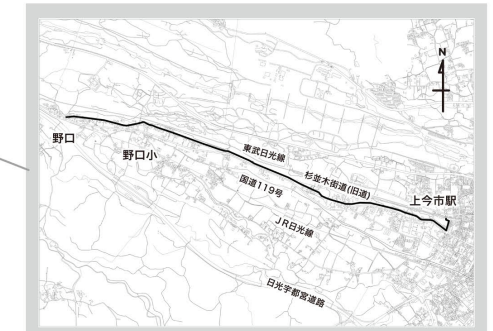 N
野口
野口小
東武日光線
杉並木街道(旧道)
上今市駅
国道119号
JR日光線
日光宇都宮道路